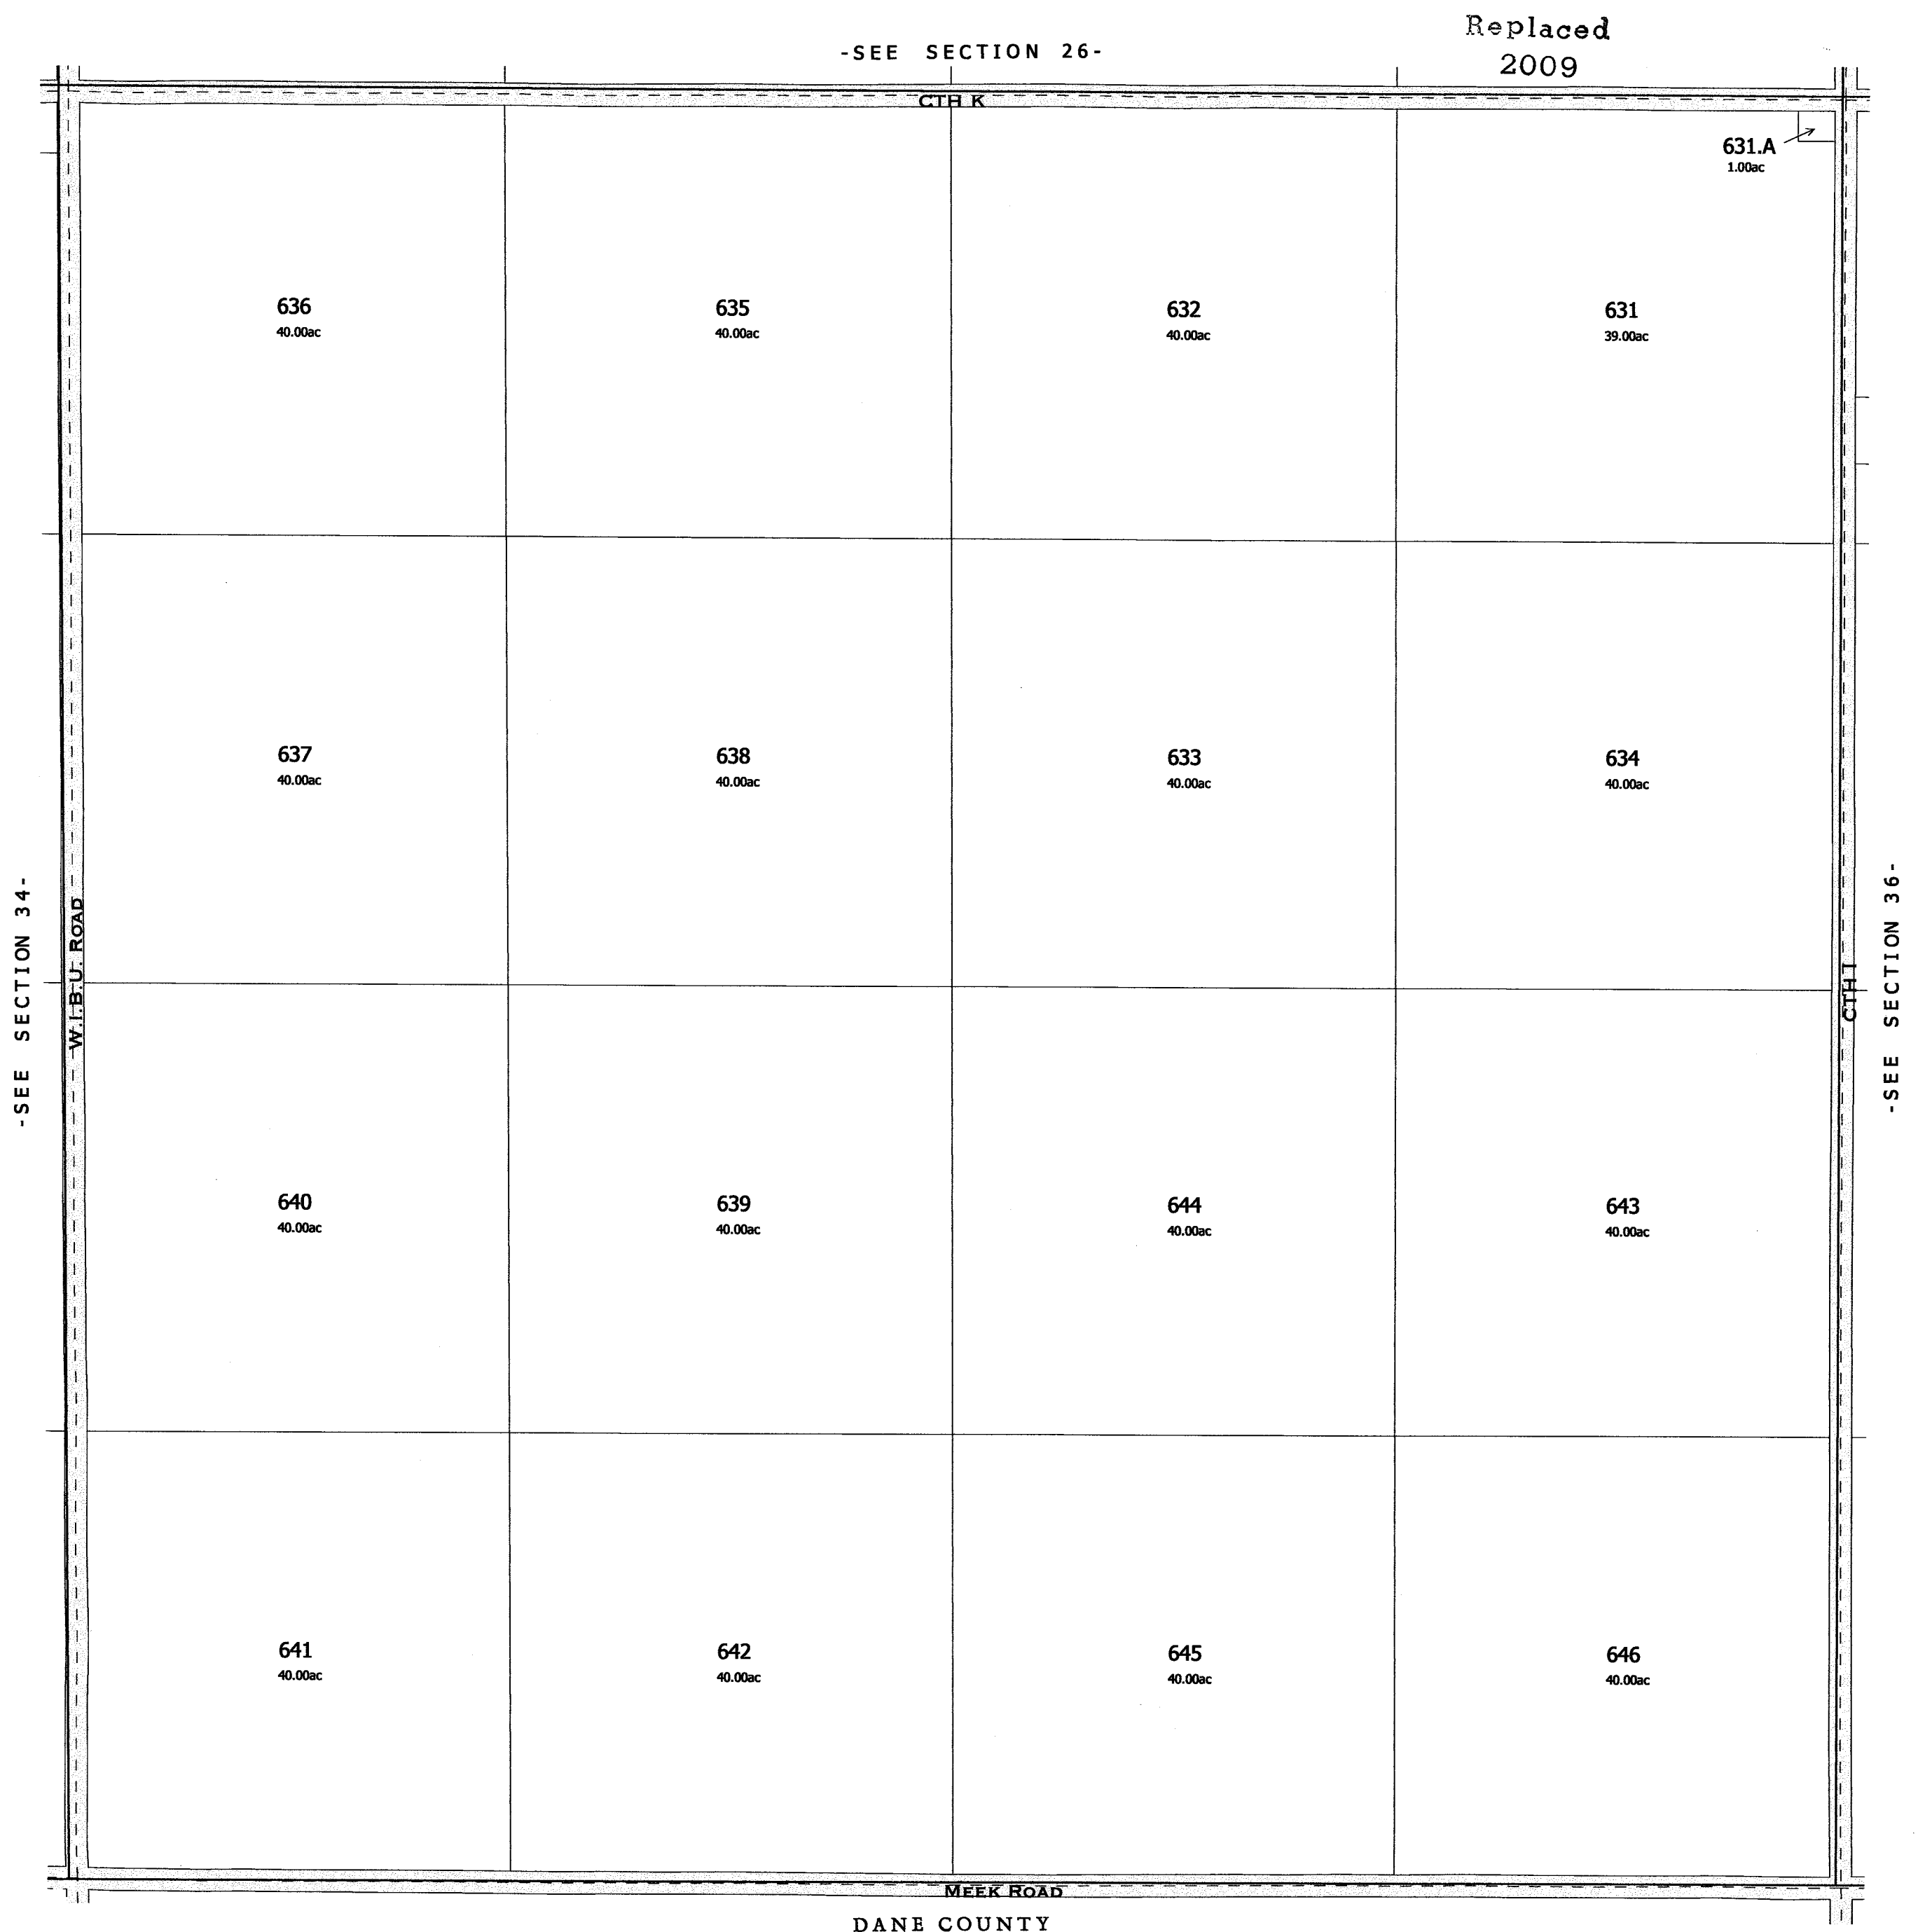 Replaced
2009
-SEE SECTION 26-
CTH K
631.A
1.00ac
636
40.00ac
635
40.00ac
632
40.00ac
631
39.00ac
637
40.00ac
638
40.00ac
633
40.00ac
634
40.00ac
-SEE SECTION 34-
W.I.B.U. ROAD
CTH I
-SEE SECTION 36-
640
40.00ac
639
40.00ac
644
40.00ac
643
40.00ac
641
40.00ac
642
40.00ac
645
40.00ac
646
40.00ac
MEEK ROAD
DANE COUNTY